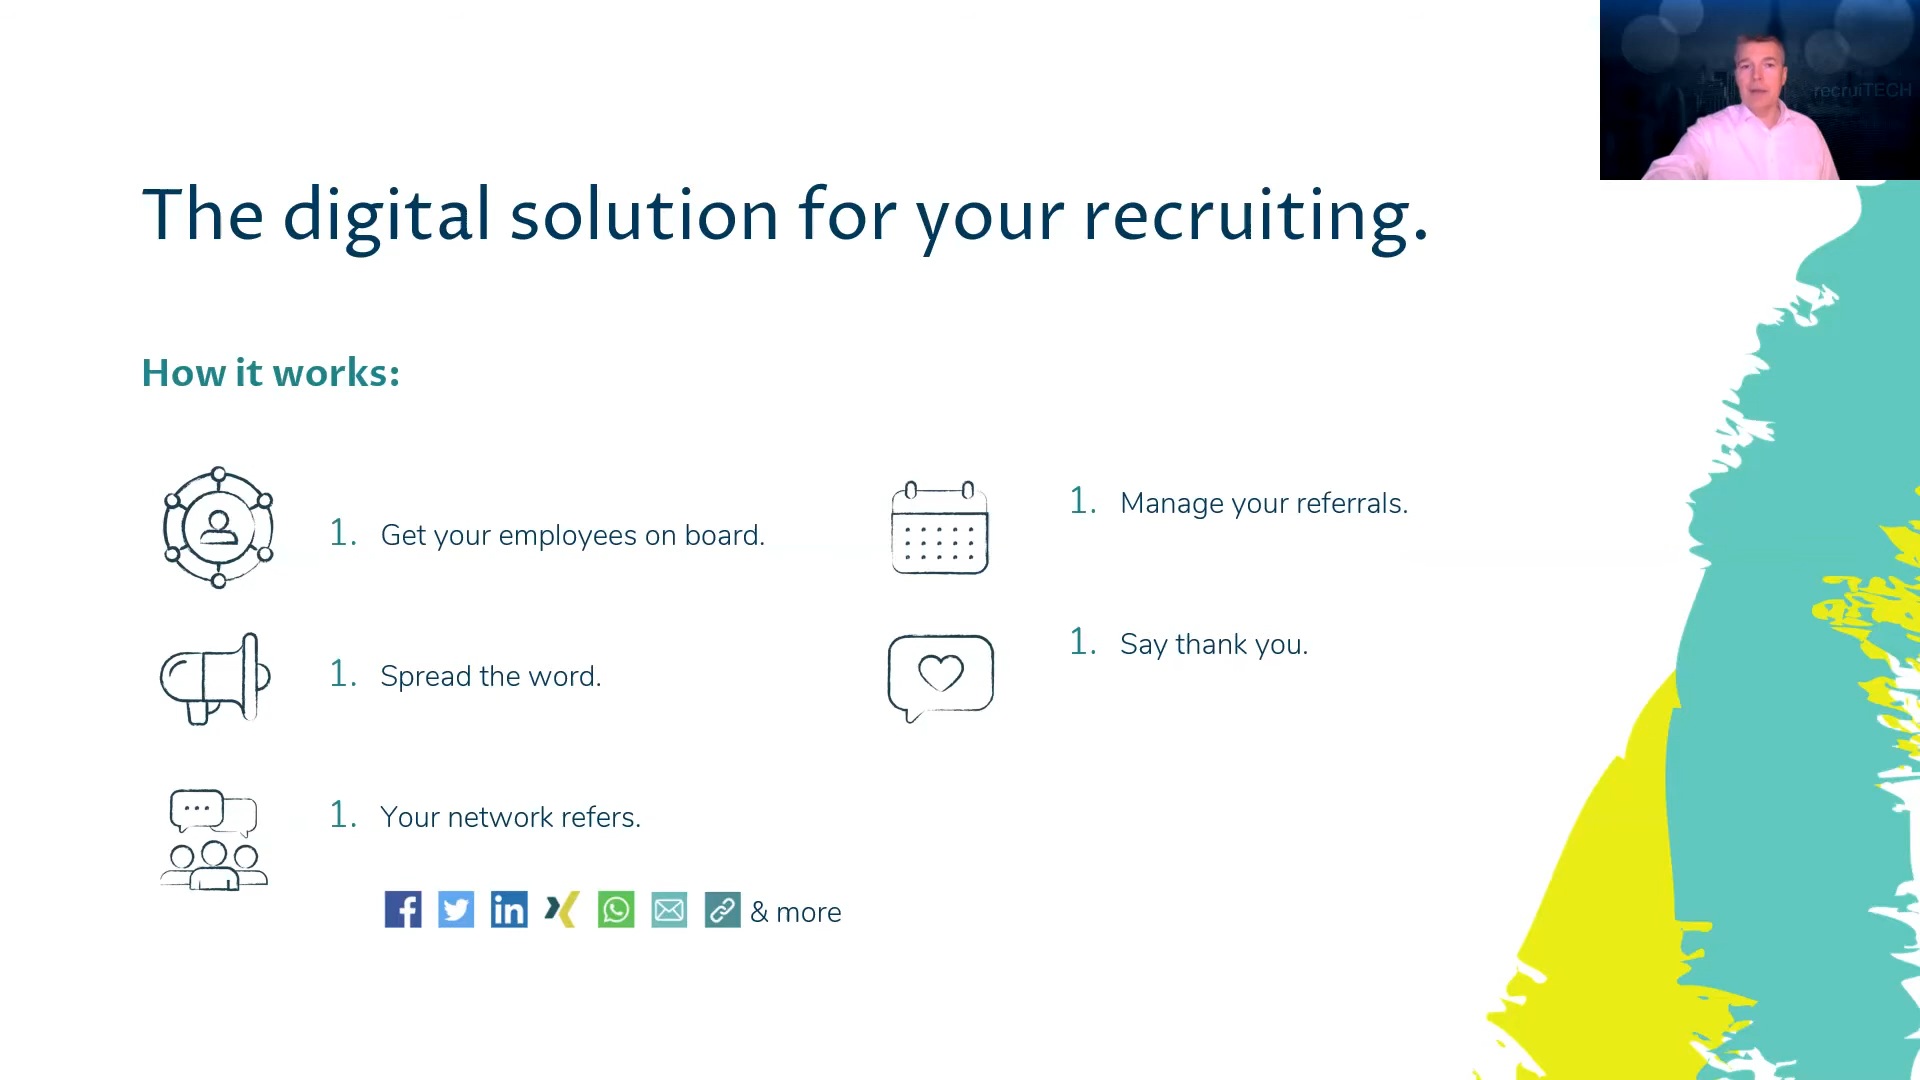 recruiTECH
The digital solution for your recruiting.
How it works:
1. Get your employees on board.
1. Spread the word.
1. Your network refers.
& more
1. Manage your referrals.
1. Say thank you.